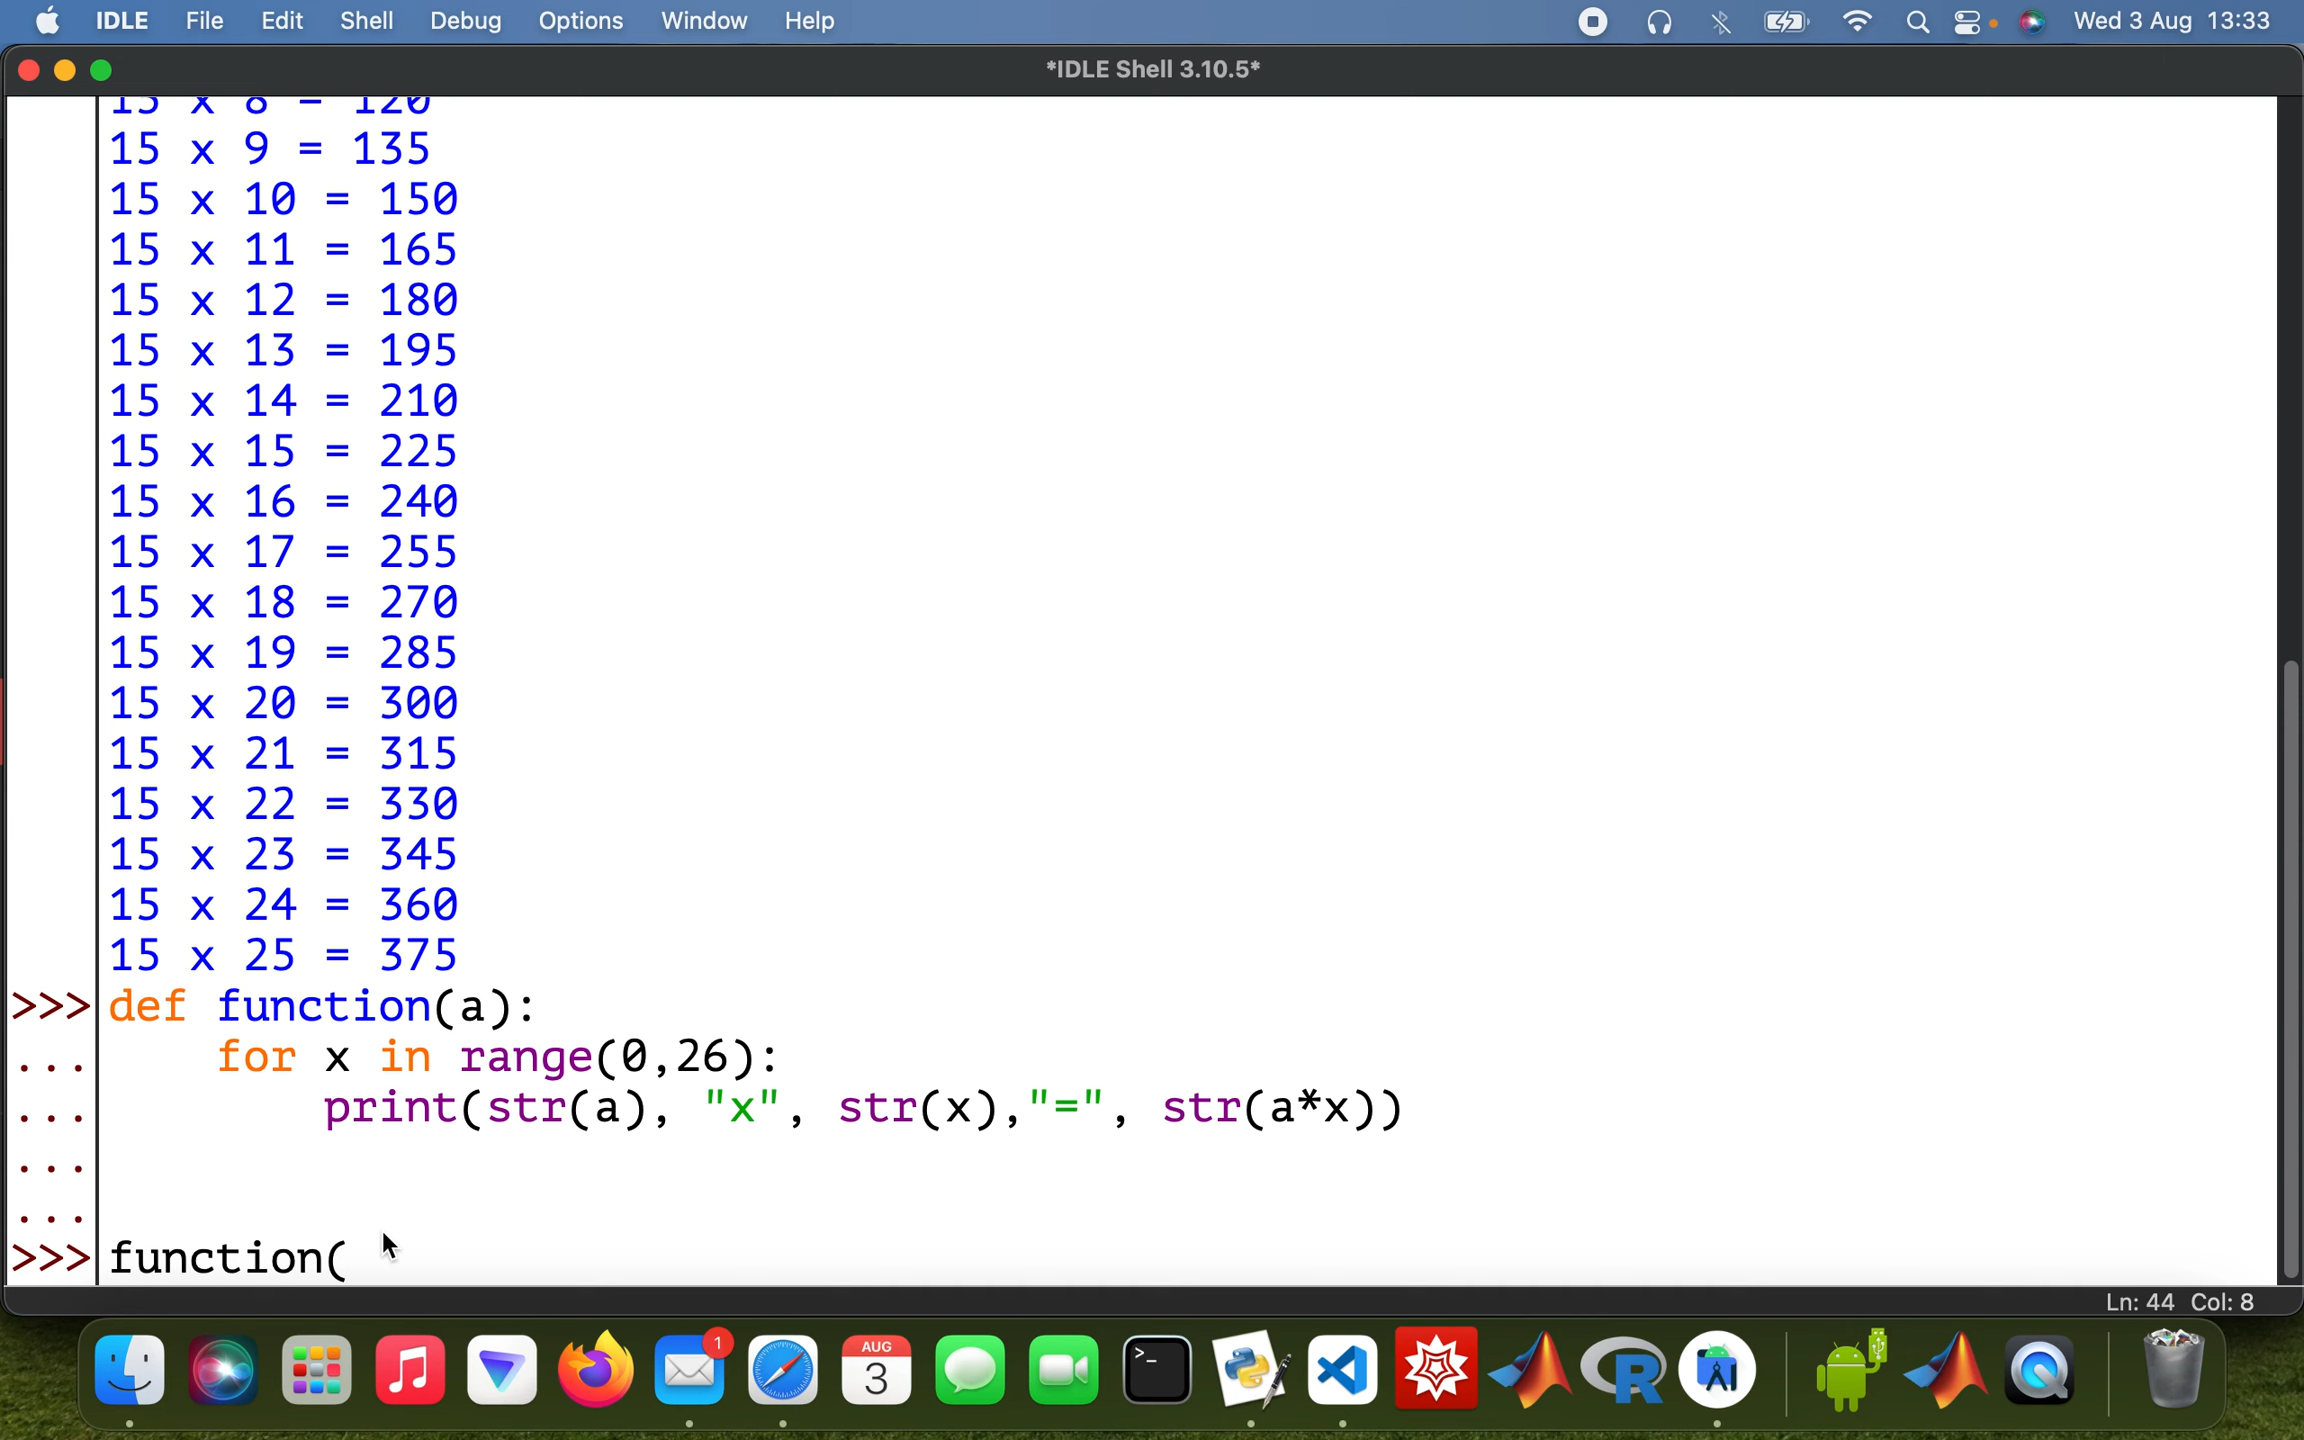 IDLE File Edit Shell Debug Options Window Help Wed 3 Aug 13:33
*IDLE Shell 3.10.5*
15 x 8 = 120
15 x 9 = 135
15 x 10 = 150
15 x 11 = 165
15 x 12 = 180
15 x 13 = 195
15 x 14 = 210
15 x 15 = 225
15 x 16 = 240
15 x 17 = 255
15 x 18 = 270
15 x 19 = 285
15 x 20 = 300
15 x 21 = 315
15 x 22 = 330
15 x 23 = 345
15 x 24 = 360
15 x 25 = 375
>>> def function(a):
... for x in range(0,26):
... print(str(a), "x", str(x),"=", str(a*x))
...
...
>>> function(
Ln: 44 Col: 8
1
AUG
3
>_
R